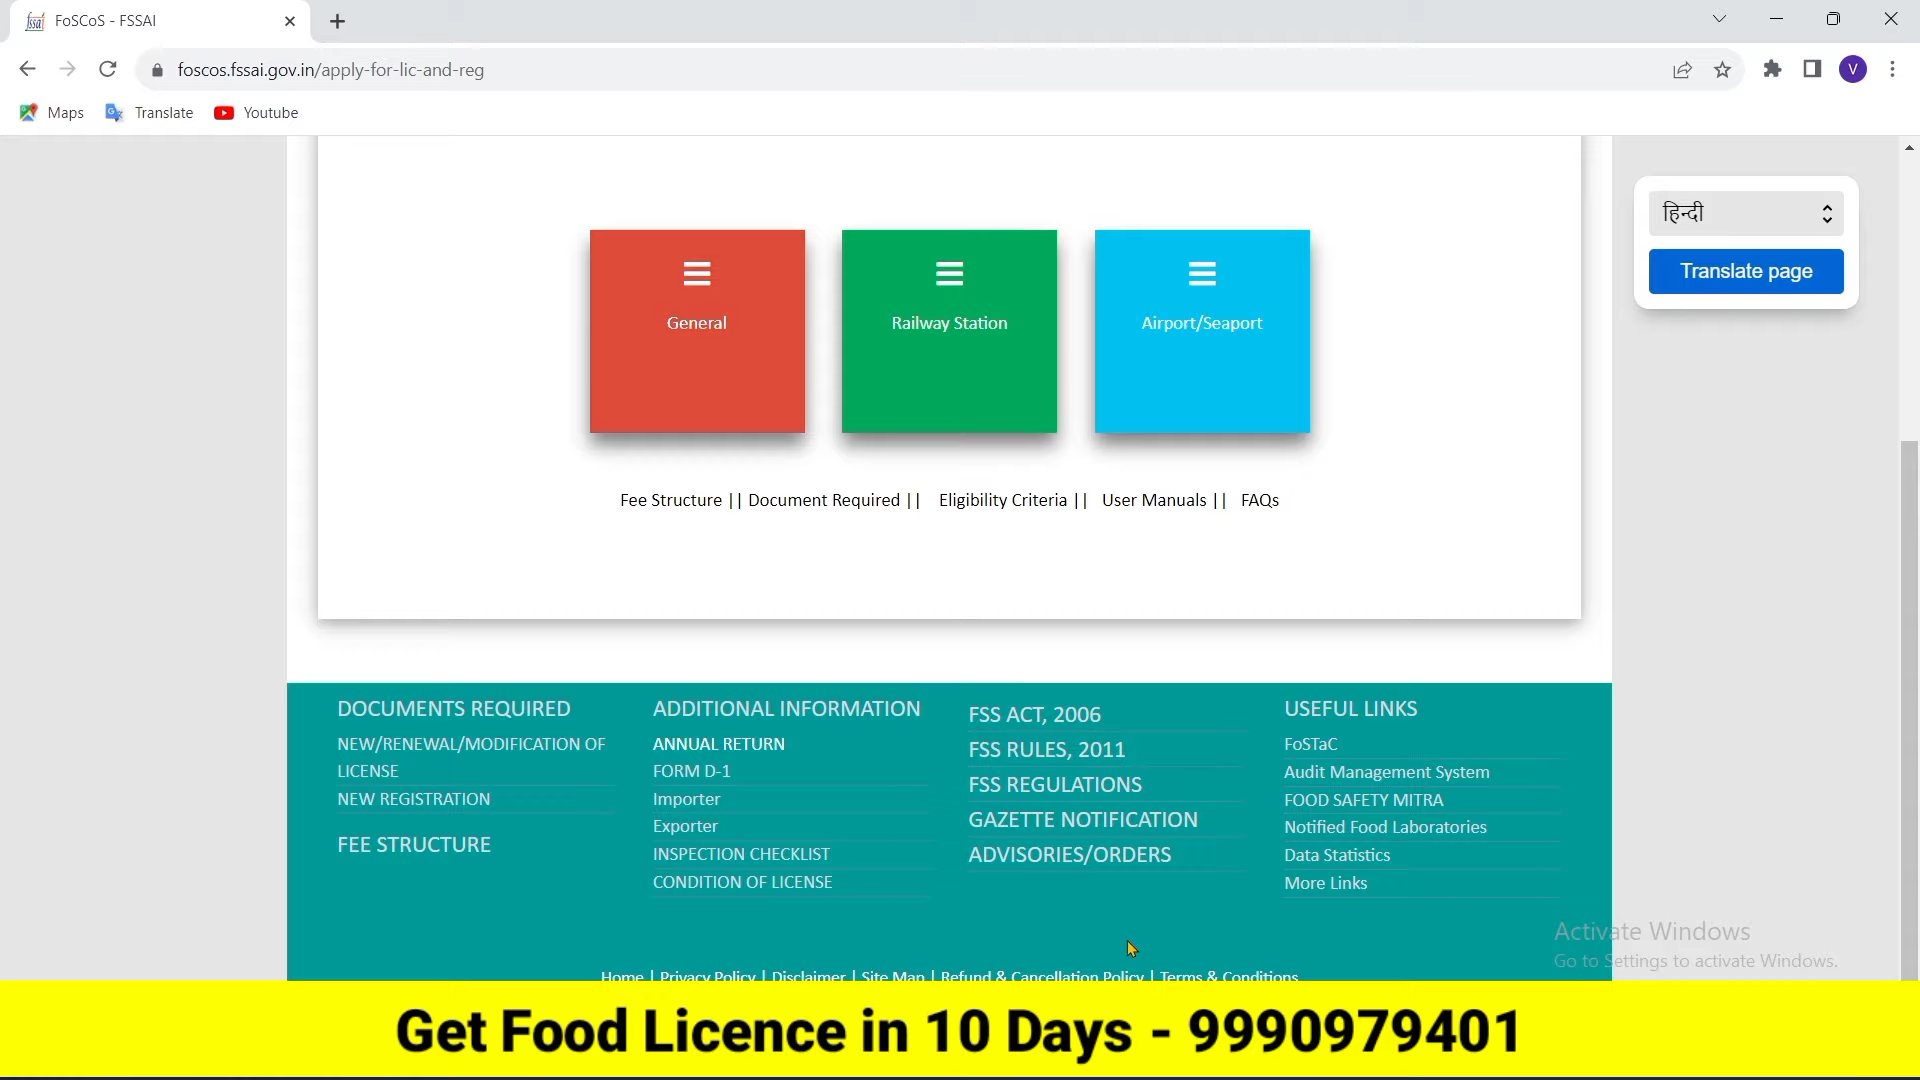 FoSCoS - FSSAI
foscos.fssai.gov.in/apply-for-lic-and-reg
V
Maps
Translate
Youtube
हिन्दी
Translate page
General
Railway Station
Airport/Seaport
Fee Structure || Document Required || Eligibility Criteria || User Manuals || FAQs
DOCUMENTS REQUIRED
NEW/RENEWAL/MODIFICATION OF
LICENSE
NEW REGISTRATION
FEE STRUCTURE
ADDITIONAL INFORMATION
ANNUAL RETURN
FORM D-1
Importer
Exporter
INSPECTION CHECKLIST
CONDITION OF LICENSE
FSS ACT, 2006
FSS RULES, 2011
FSS REGULATIONS
GAZETTE NOTIFICATION
ADVISORIES/ORDERS
USEFUL LINKS
FoSTaC
Audit Management System
FOOD SAFETY MITRA
Notified Food Laboratories
Data Statistics
More Links
Activate Windows
Go to Settings to activate Windows.
Home | Privacy Policy | Disclaimer | Site Map | Refund & Cancellation Policy | Terms & Conditions
Get Food Licence in 10 Days - 9990979401